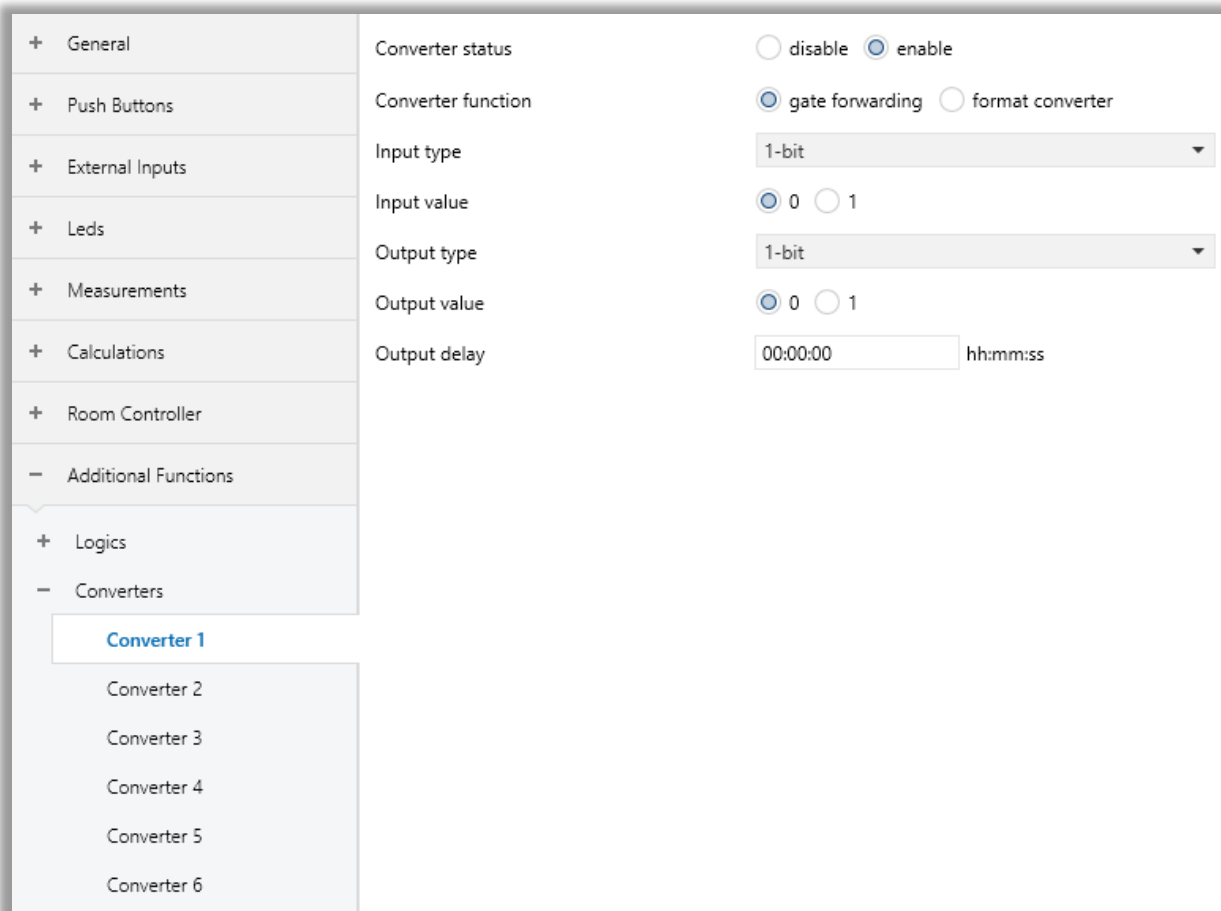 General
Push Buttons
External Inputs
Leds
Measurements
Calculations
Room Controller
Additional Functions
Logics
Converters
Converter 1
Converter 2
Converter 3
Converter 4
Converter 5
Converter 6
Converter status disable enable
Converter function gate forwarding format converter
Input type 1-bit
Input value 0 1
Output type 1-bit
Output value 0 1
Output delay 00:00:00 hh:mm:ss